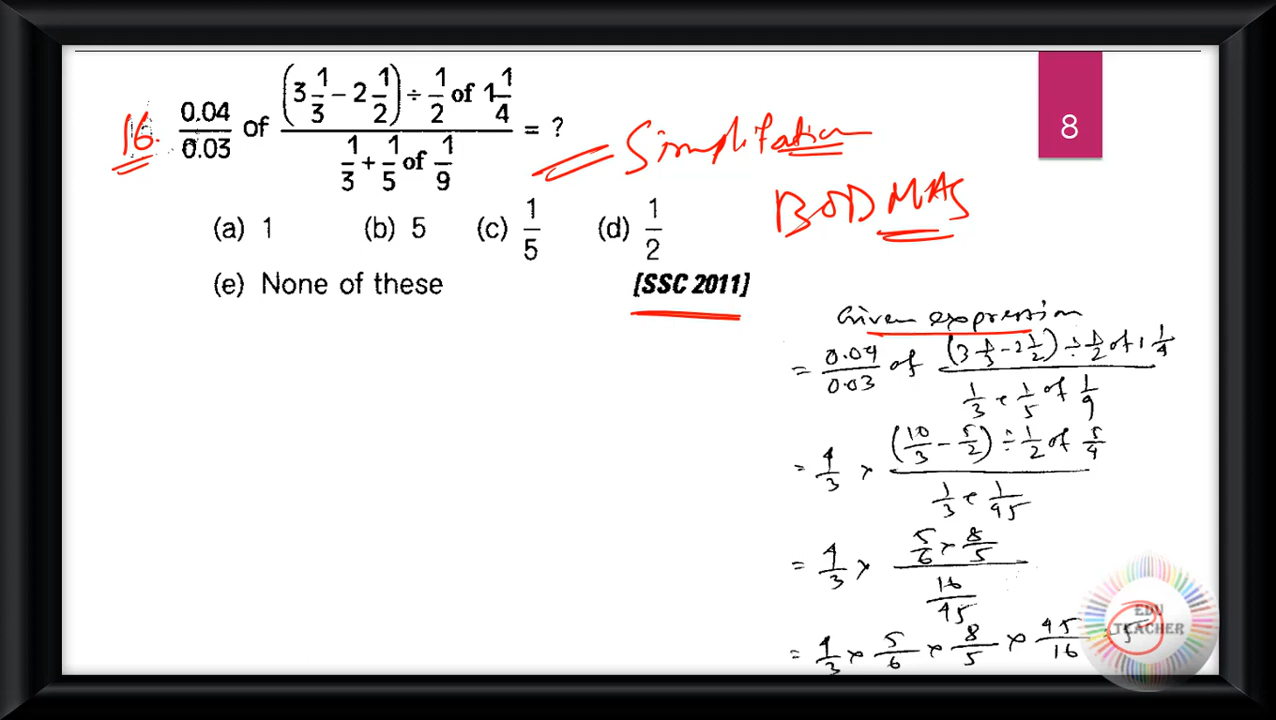 16. 0.04/0.03 of ((3 1/3 − 2 1/2) ÷ 1/2 of 1 1/4)/(1/3 + 1/5 of 1/9) = ?
8
Simplifation
BODMAS
(a) 1 (b) 5 (c) 1/5 (d) 1/2
(e) None of these [SSC 2011]
Given expression
= 0.04/0.03 of ((3 1/3 − 2 1/2) ÷ 1/2 of 1 1/4)/(1/3 + 1/5 of 1/9)
= 4/3 × ((10/3 − 5/2) ÷ 1/2 of 5/4)/(1/3 + 1/45)
= 4/3 × (5/6 × 8/5)/(16/45)
= 4/3 × 5/6 × 8/5 × 45/16 = 5
EDU
TEACHER